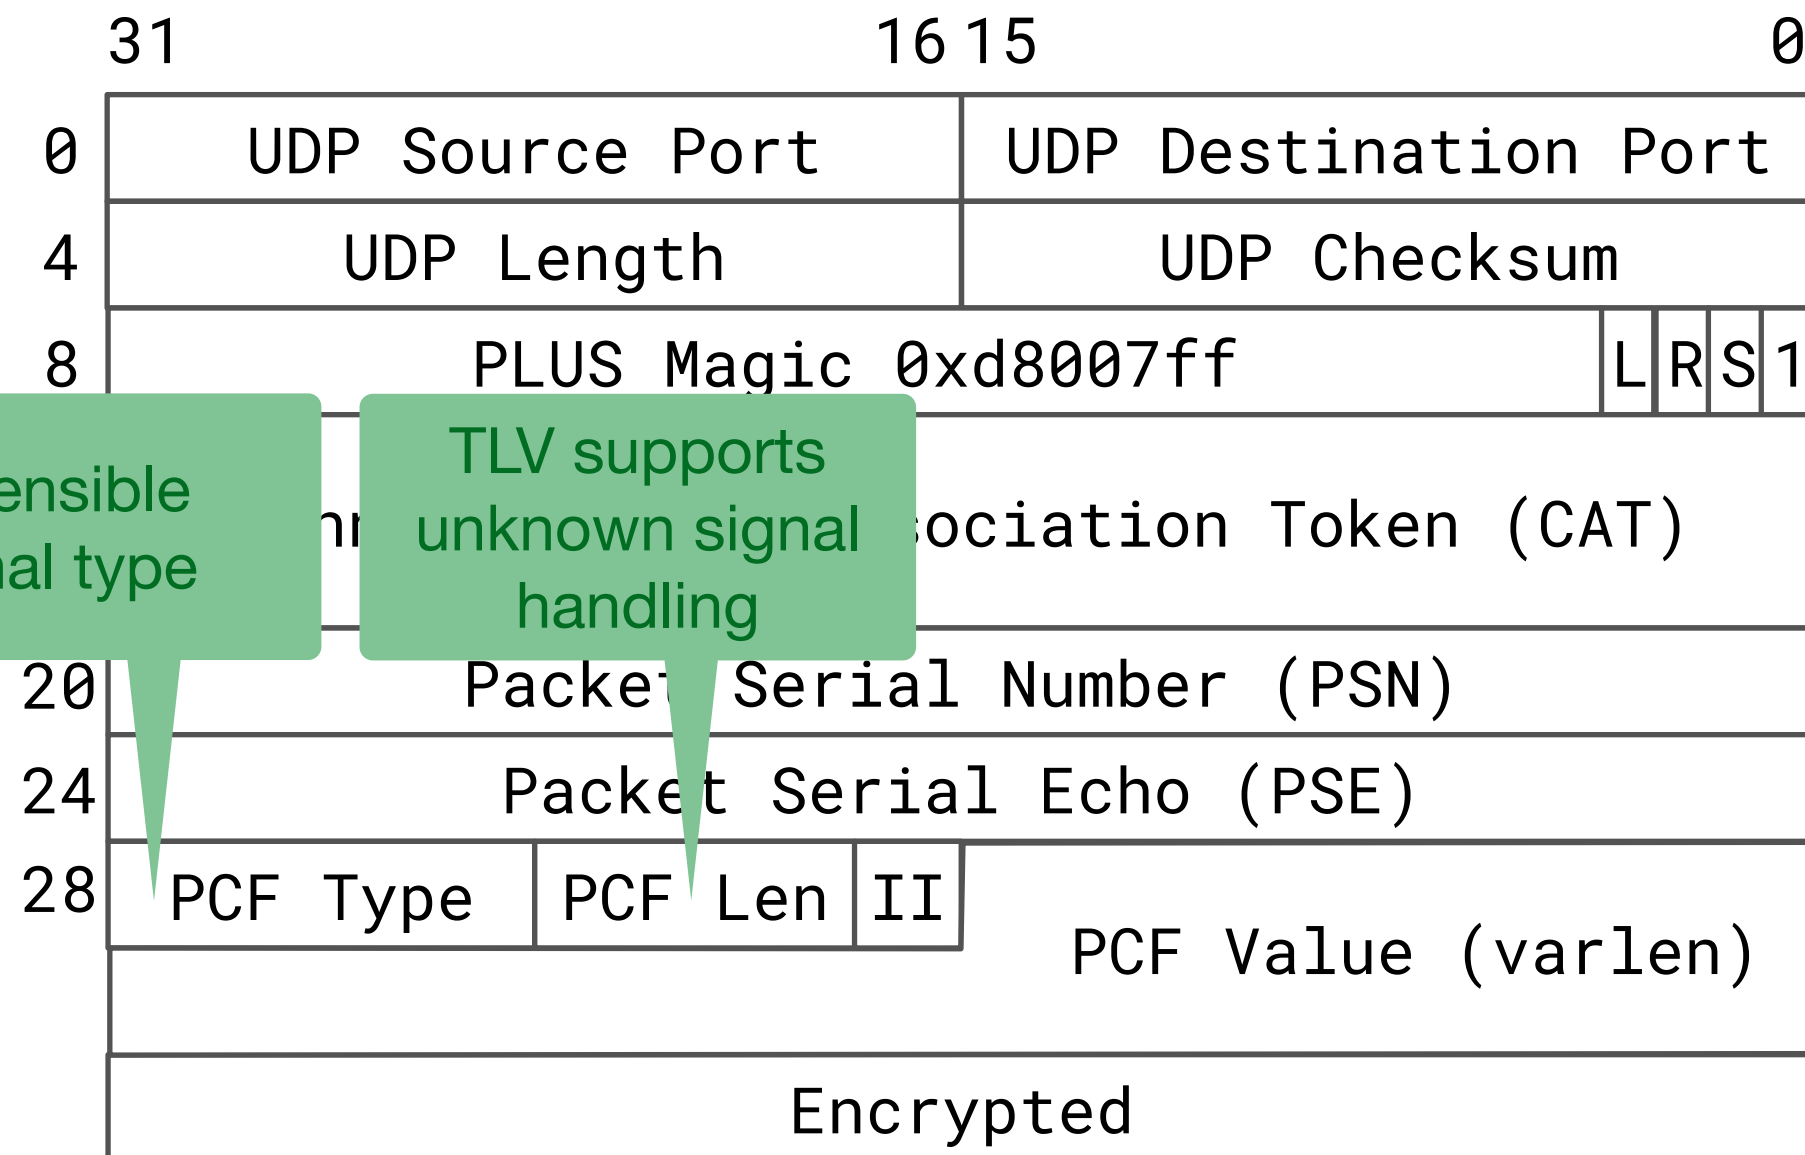 31 16 15 0
0 UDP Source Port UDP Destination Port
4 UDP Length UDP Checksum
8 PLUS Magic 0xd8007ff L R S 1
ensible
nal type
TLV supports
unknown signal
handling
nn ociation Token (CAT)
20 Packet Serial Number (PSN)
24 Packet Serial Echo (PSE)
28 PCF Type PCF Len II
PCF Value (varlen)
Encrypted